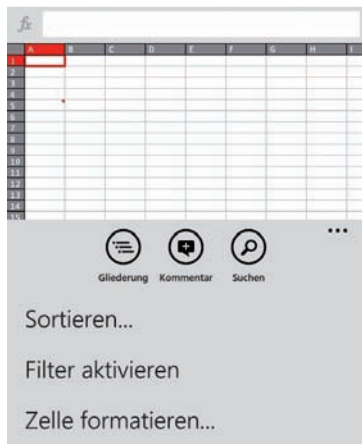 fx
A B C D E F G H I
1
2
3
4
5
6
7
8
9
10
11
12
13
14
15
Gliederung Kommentar Suchen
Sortieren...
Filter aktivieren
Zelle formatieren...